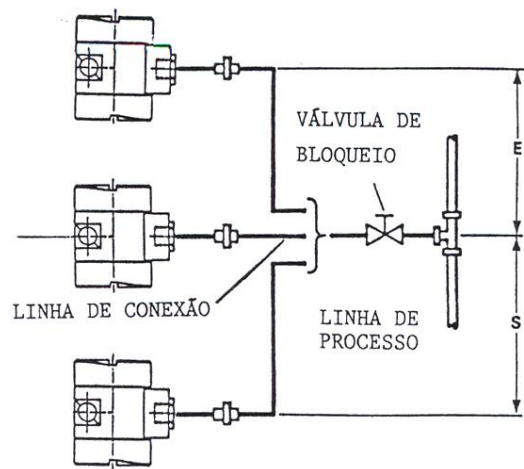 VÁLVULA DE
BLOQUEIO
E
LINHA DE CONEXÃO
LINHA DE
PROCESSO
S